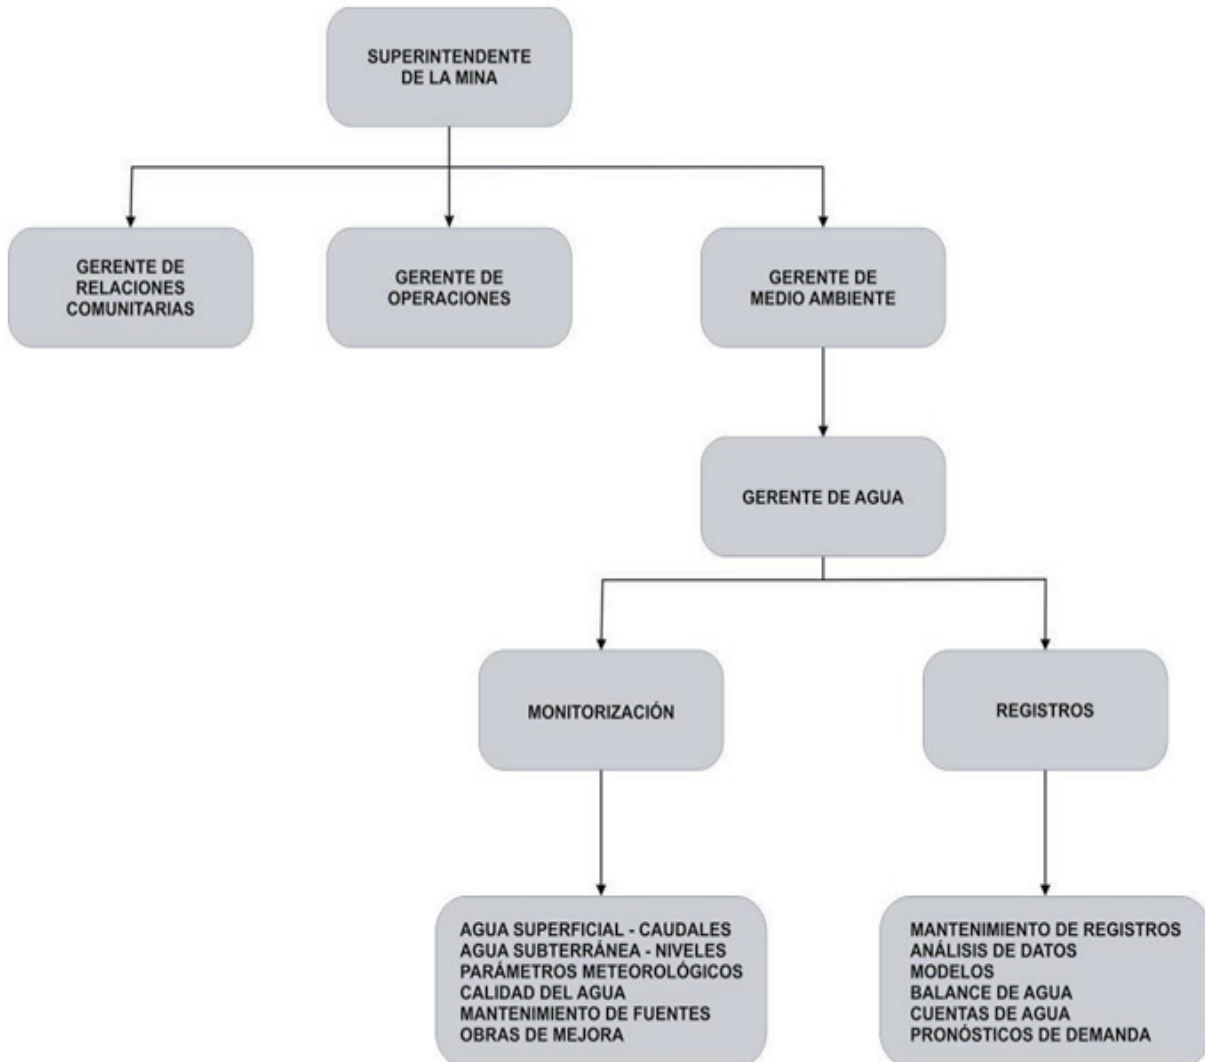 SUPERINTENDENTE
DE LA MINA
GERENTE DE
RELACIONES
COMUNITARIAS
GERENTE DE
OPERACIONES
GERENTE DE
MEDIO AMBIENTE
GERENTE DE AGUA
MONITORIZACIÓN
REGISTROS
AGUA SUPERFICIAL - CAUDALES
AGUA SUBTERRÁNEA - NIVELES
PARÁMETROS METEOROLÓGICOS
CALIDAD DEL AGUA
MANTENIMIENTO DE FUENTES
OBRAS DE MEJORA
MANTENIMIENTO DE REGISTROS
ANÁLISIS DE DATOS
MODELOS
BALANCE DE AGUA
CUENTAS DE AGUA
PRONÓSTICOS DE DEMANDA